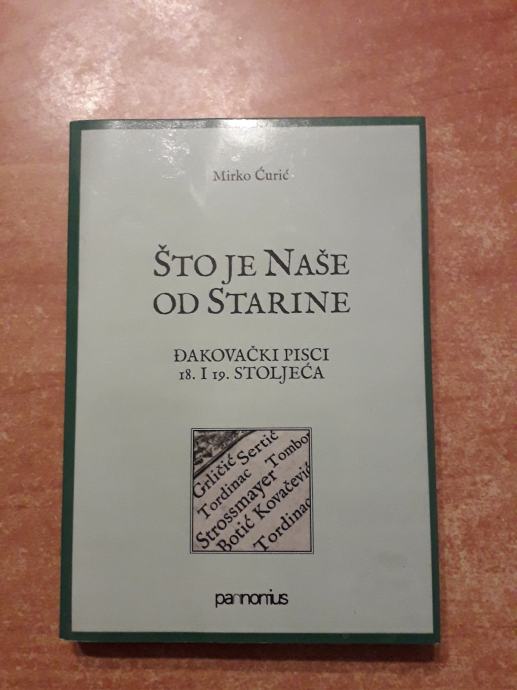 Mirko Ćurić
ŠTO JE NAŠE
OD STARINE
ĐAKOVAČKI PISCI
18. I 19. STOLJEĆA
Grličić Sertić
Tordinac Tombor
Strossmayer
Botić Kovačević
Tordinac
pannonius